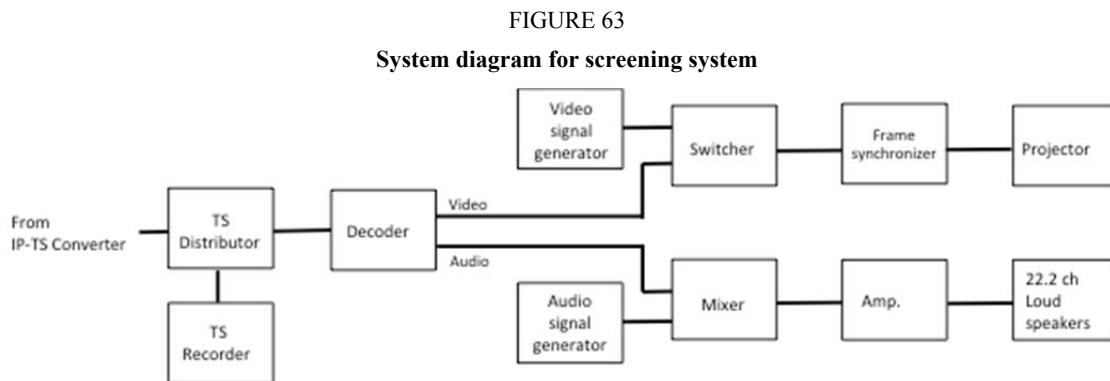 FIGURE 63
System diagram for screening system
Video
signal
generator
Switcher
Frame
synchronizer
Projector
From
IP-TS Converter
TS
Distributor
Decoder
Video
Audio
TS
Recorder
Audio
signal
generator
Mixer
Amp.
22.2 ch
Loud
speakers